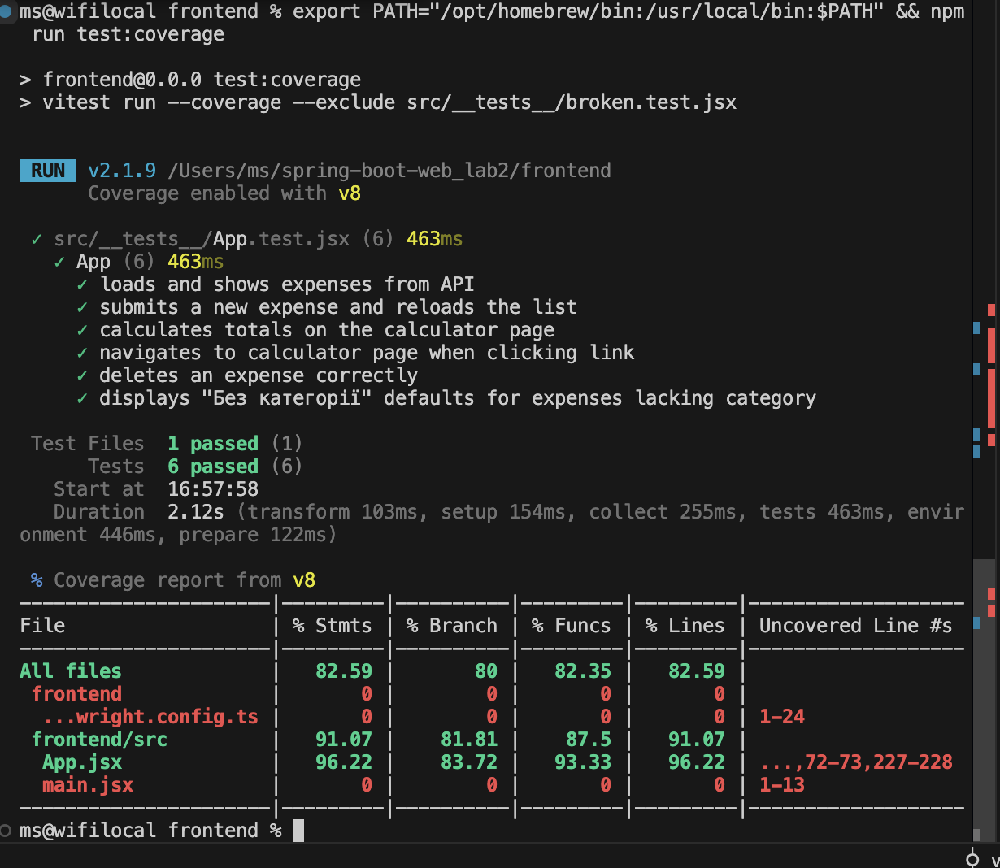 ms@wifilocal frontend % export PATH="/opt/homebrew/bin:/usr/local/bin:$PATH" && npm
run test:coverage
> frontend@0.0.0 test:coverage
> vitest run --coverage --exclude src/__tests__/broken.test.jsx
RUN v2.1.9 /Users/ms/spring-boot-web_lab2/frontend
Coverage enabled with v8
✓ src/__tests__/App.test.jsx (6) 463ms
✓ App (6) 463ms
✓ loads and shows expenses from API
✓ submits a new expense and reloads the list
✓ calculates totals on the calculator page
✓ navigates to calculator page when clicking link
✓ deletes an expense correctly
✓ displays "Без категорії" defaults for expenses lacking category
Test Files 1 passed (1)
Tests 6 passed (6)
Start at 16:57:58
Duration 2.12s (transform 103ms, setup 154ms, collect 255ms, tests 463ms, envir
onment 446ms, prepare 122ms)
% Coverage report from v8
File | % Stmts | % Branch | % Funcs | % Lines | Uncovered Line #s
All files | 82.59 | 80 | 82.35 | 82.59 |
frontend | 0 | 0 | 0 | 0 |
...wright.config.ts | 0 | 0 | 0 | 0 | 1-24
frontend/src | 91.07 | 81.81 | 87.5 | 91.07 |
App.jsx | 96.22 | 83.72 | 93.33 | 96.22 | ...,72-73,227-228
main.jsx | 0 | 0 | 0 | 0 | 1-13
ms@wifilocal frontend %